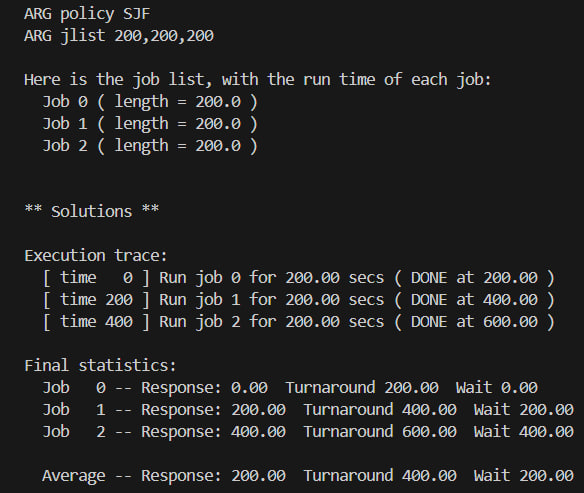 ARG policy SJF
ARG jlist 200,200,200
Here is the job list, with the run time of each job:
Job 0 ( length = 200.0 )
Job 1 ( length = 200.0 )
Job 2 ( length = 200.0 )
** Solutions **
Execution trace:
[ time   0 ] Run job 0 for 200.00 secs ( DONE at 200.00 )
[ time 200 ] Run job 1 for 200.00 secs ( DONE at 400.00 )
[ time 400 ] Run job 2 for 200.00 secs ( DONE at 600.00 )
Final statistics:
Job   0 -- Response: 0.00  Turnaround 200.00  Wait 0.00
Job   1 -- Response: 200.00  Turnaround 400.00  Wait 200.00
Job   2 -- Response: 400.00  Turnaround 600.00  Wait 400.00
Average -- Response: 200.00  Turnaround 400.00  Wait 200.00